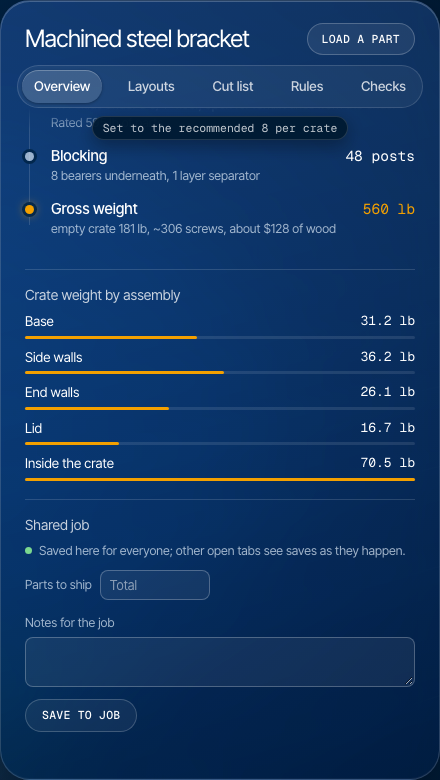 Machined steel bracket
LOAD A PART
Overview
Layouts
Cut list
Rules
Checks
Rated
Set to the recommended 8 per crate
Blocking
48 posts
8 bearers underneath, 1 layer separator
Gross weight
560 lb
empty crate 181 lb, ~306 screws, about $128 of wood
Crate weight by assembly
Base
31.2 lb
Side walls
36.2 lb
End walls
26.1 lb
Lid
16.7 lb
Inside the crate
70.5 lb
Shared job
Saved here for everyone; other open tabs see saves as they happen.
Parts to ship
Total
Notes for the job
SAVE TO JOB